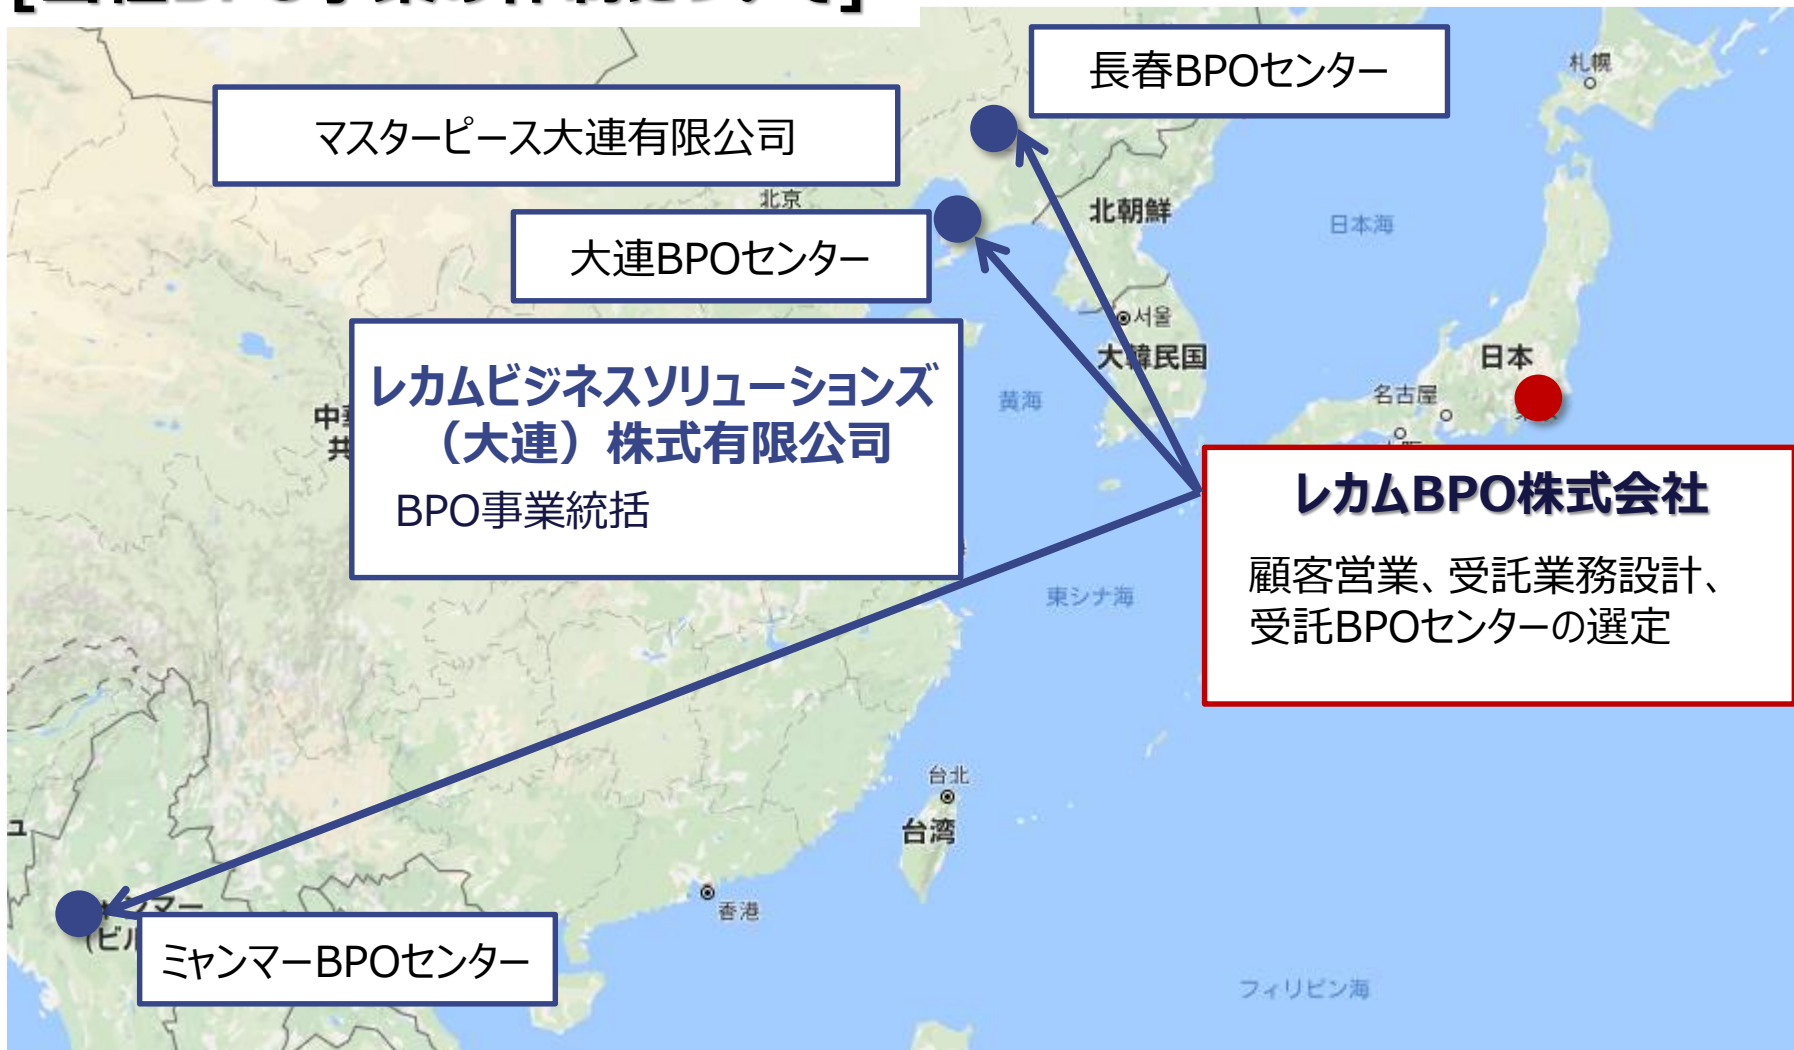 長春BPOセンター
札幌
マスターピース大連有限公司
北京
北朝鮮
日本海
大連BPOセンター
서울
大韓民国
日本
レカムビジネスソリューションズ
（大連）株式有限公司
BPO事業統括
黄海
名古屋
レカムBPO株式会社
顧客営業、受託業務設計、
受託BPOセンターの選定
東シナ海
台北
台湾
香港
ミャンマーBPOセンター
フィリピン海